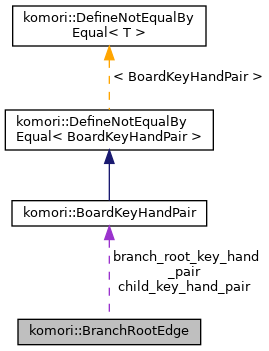 komori::DefineNotEqualBy
Equal< T >
< BoardKeyHandPair >
komori::DefineNotEqualBy
Equal< BoardKeyHandPair >
komori::BoardKeyHandPair
branch_root_key_hand
_pair
child_key_hand_pair
komori::BranchRootEdge